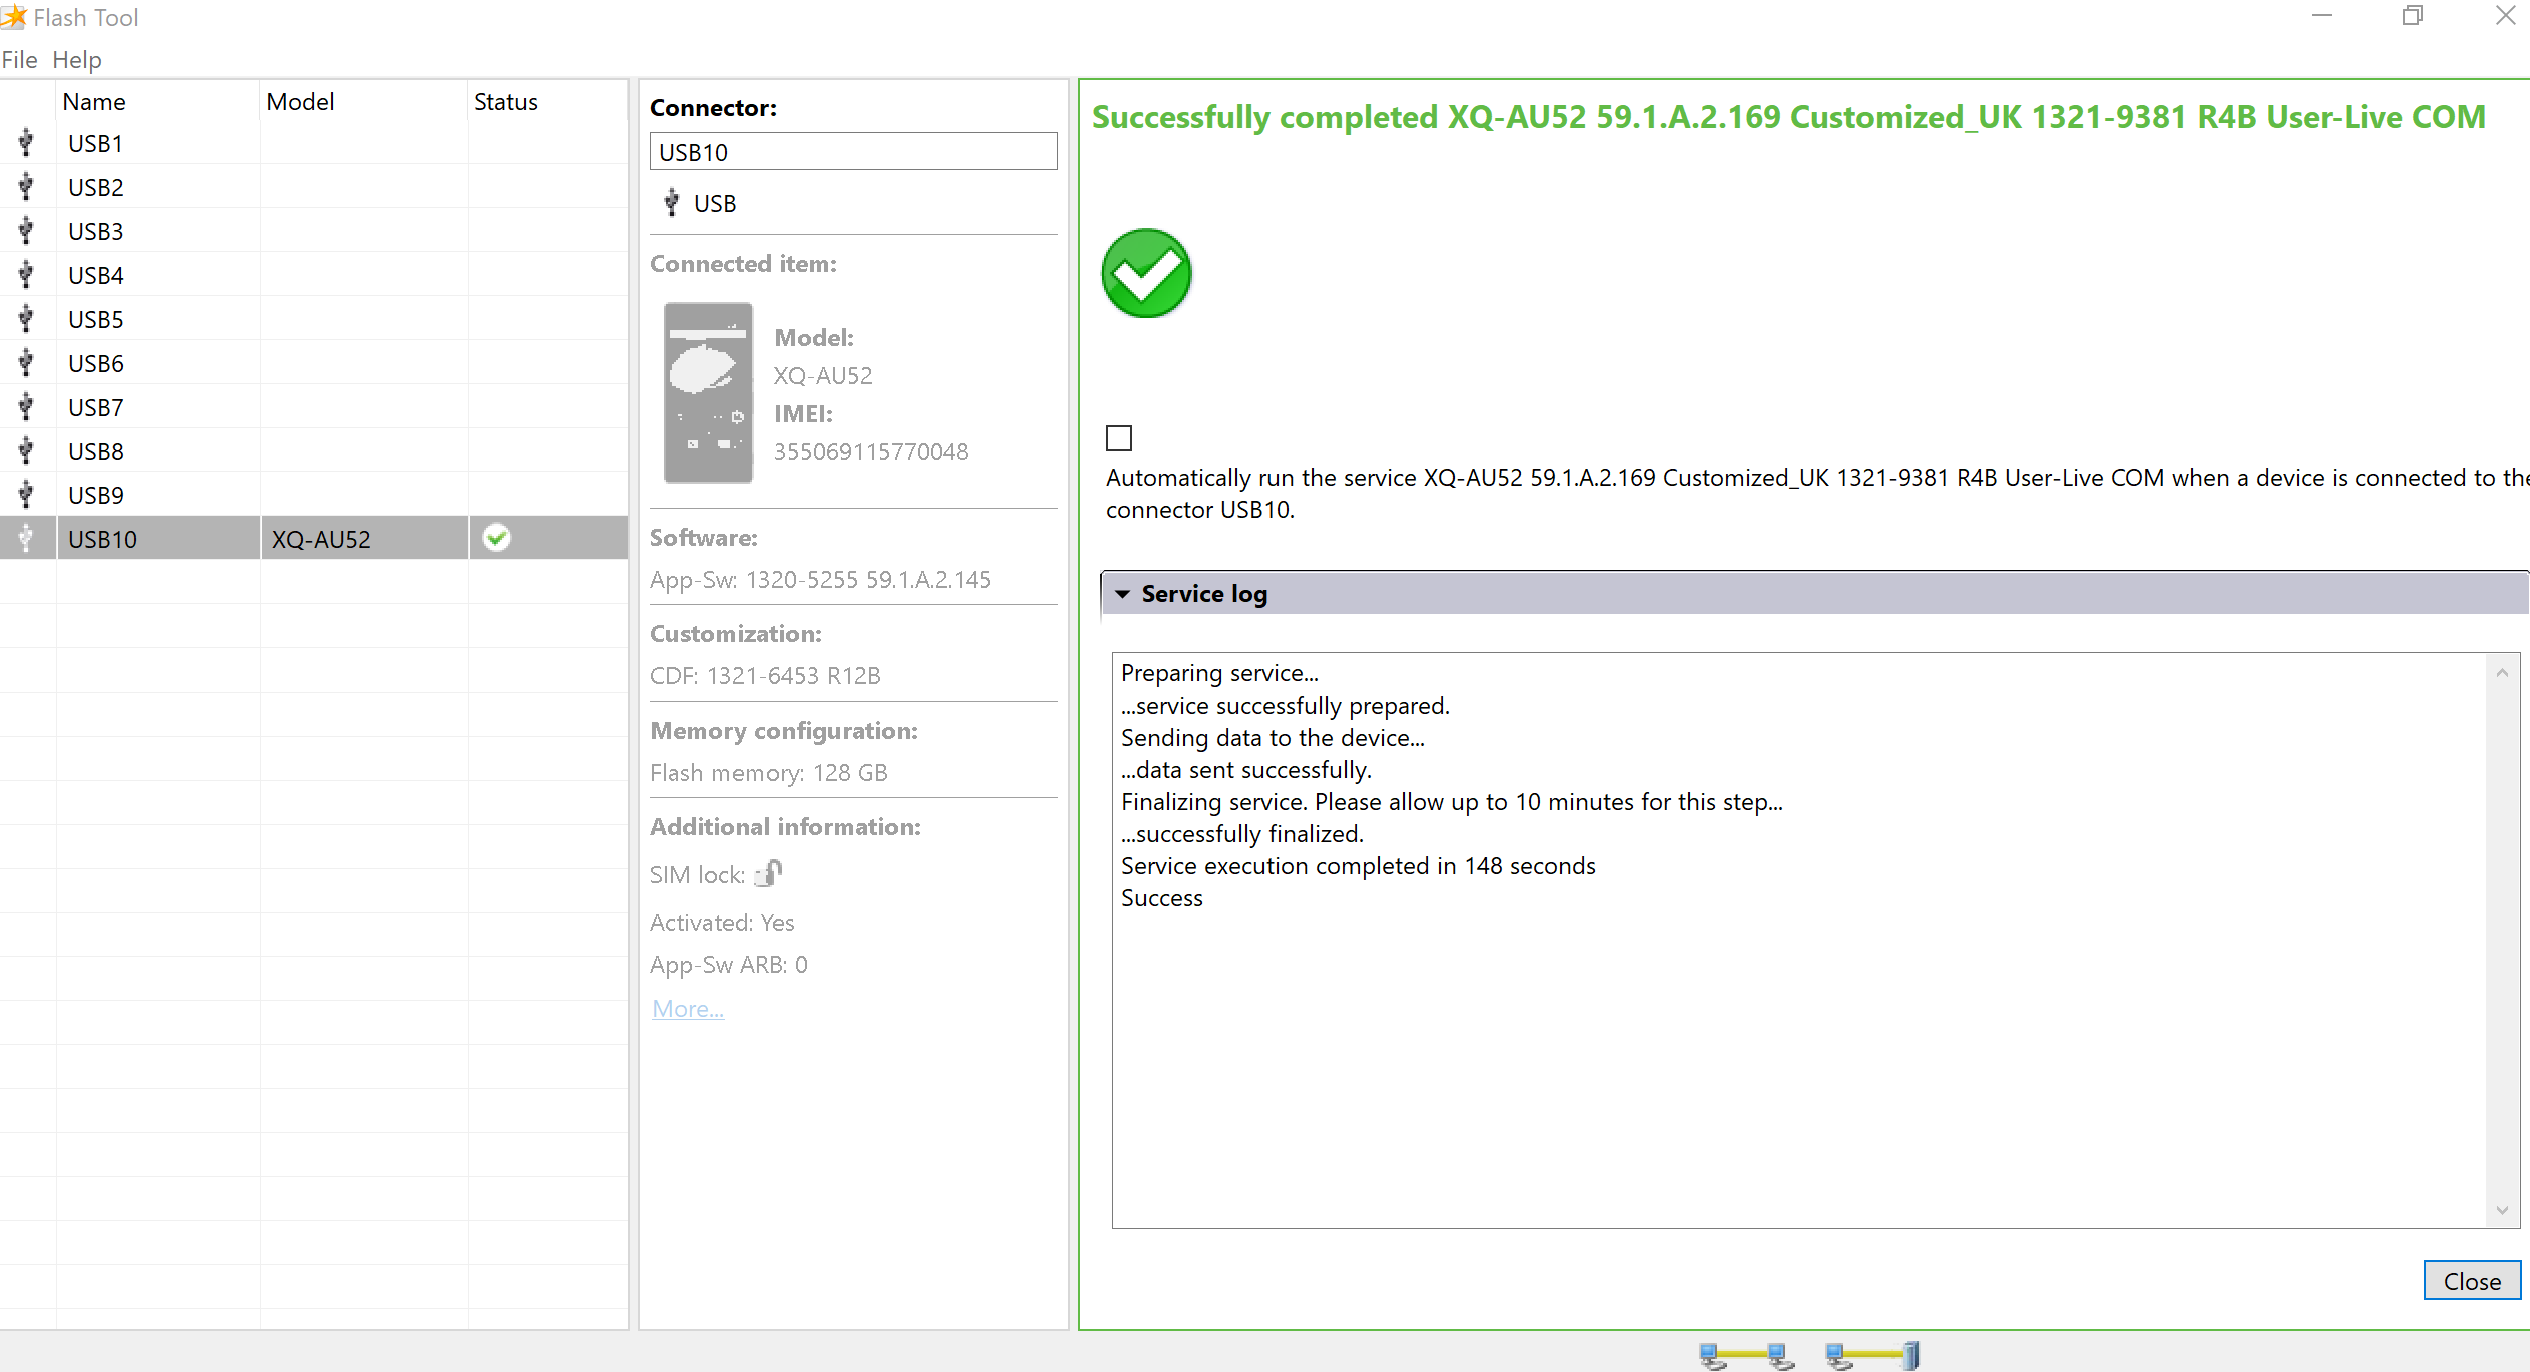 Flash Tool
File Help
Name Model Status
USB1
USB2
USB3
USB4
USB5
USB6
USB7
USB8
USB9
USB10 XQ-AU52
Connector:
USB10
USB
Connected item:
Model:
XQ-AU52
IMEI:
355069115770048
Software:
App-Sw: 1320-5255 59.1.A.2.145
Customization:
CDF: 1321-6453 R12B
Memory configuration:
Flash memory: 128 GB
Additional information:
SIM lock:
Activated: Yes
App-Sw ARB: 0
More...
Successfully completed XQ-AU52 59.1.A.2.169 Customized_UK 1321-9381 R4B User-Live COM
Automatically run the service XQ-AU52 59.1.A.2.169 Customized_UK 1321-9381 R4B User-Live COM when a device is connected to the
connector USB10.
Service log
Preparing service...
...service successfully prepared.
Sending data to the device...
...data sent successfully.
Finalizing service. Please allow up to 10 minutes for this step...
...successfully finalized.
Service execution completed in 148 seconds
Success
Close